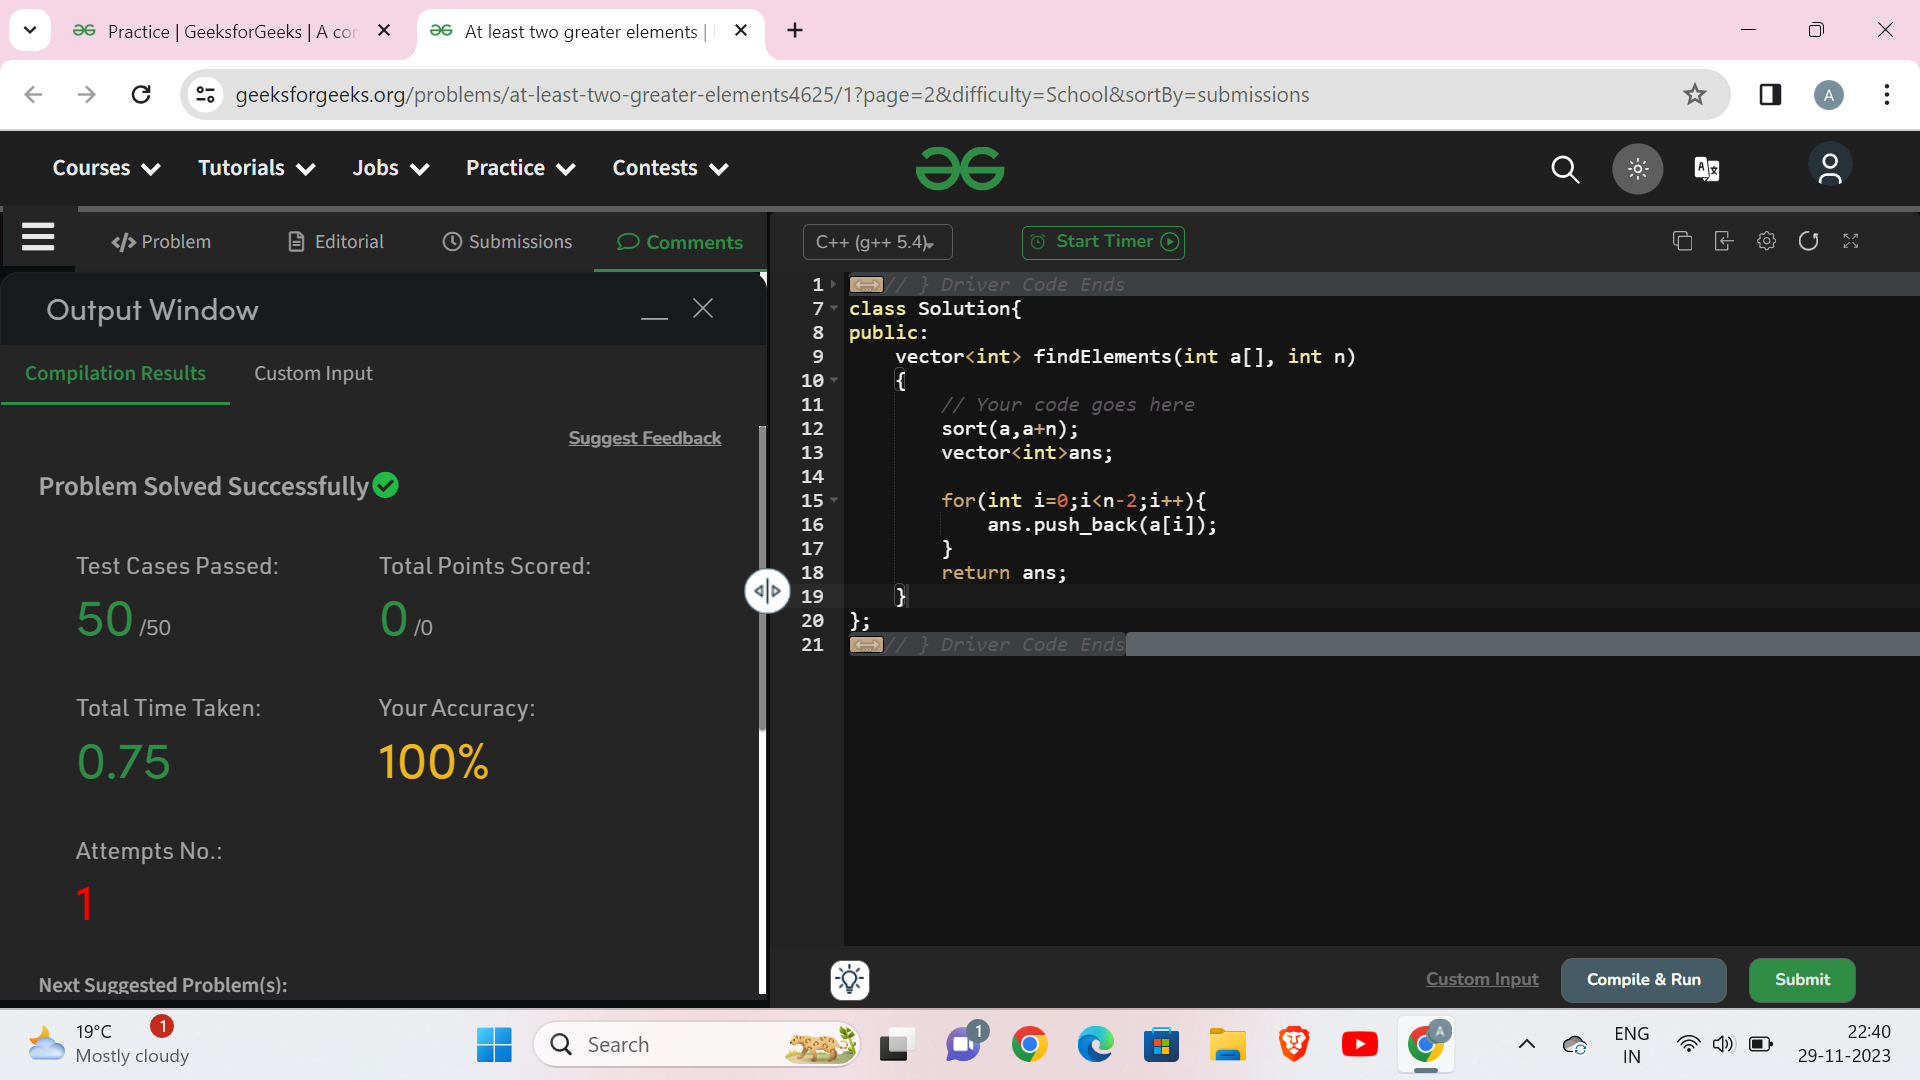 Practice | GeeksforGeeks | A co
At least two greater elements |
geeksforgeeks.org/problems/at-least-two-greater-elements4625/1?page=2&difficulty=School&sortBy=submissions
A
Courses Tutorials Jobs Practice Contests
Problem Editorial Submissions Comments
C++ (g++ 5.4) Start Timer
Output Window
Compilation Results Custom Input
Suggest Feedback
Problem Solved Successfully
Test Cases Passed: Total Points Scored:
50 /50 0 /0
Total Time Taken: Your Accuracy:
0.75 100%
Attempts No.:
1
Next Suggested Problem(s):
1 // } Driver Code Ends
7 class Solution{
8 public:
9 vector<int> findElements(int a[], int n)
10 {
11 // Your code goes here
12 sort(a,a+n);
13 vector<int>ans;
14
15 for(int i=0;i<n-2;i++){
16 ans.push_back(a[i]);
17 }
18 return ans;
19 }
20 };
21 // } Driver Code Ends
Custom Input Compile & Run Submit
19°C
Mostly cloudy
1
Search
1
A
ENG
IN
22:40
29-11-2023